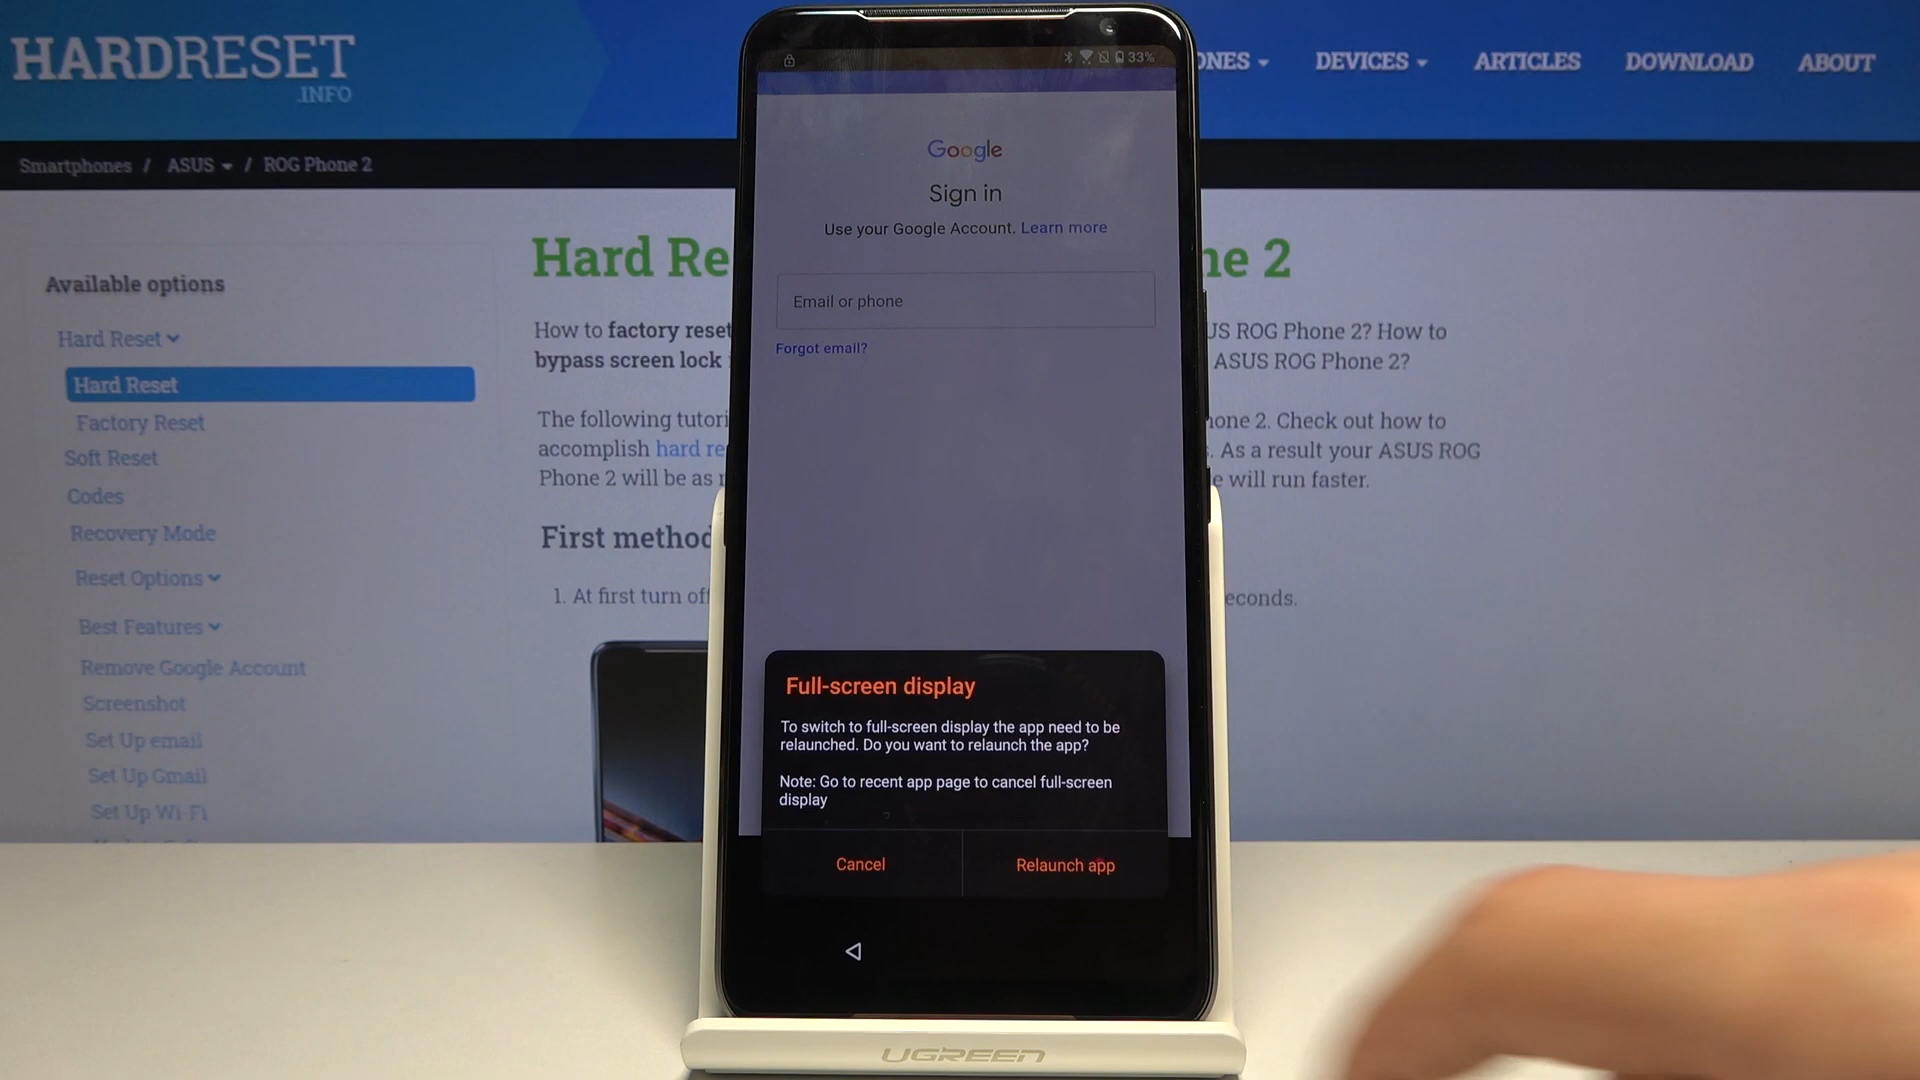 HARDRESET
.INFO
ONES
DEVICES
ARTICLES
DOWNLOAD
ABOUT
Smartphones / ASUS / ROG Phone 2
Available options
Hard Reset
Hard Reset
Factory Reset
Soft Reset
Codes
Recovery Mode
Reset Options
Best Features
Remove Google Account
Screenshot
Set Up email
Set Up Gmail
Set Up Wi-Fi
Hard Re
ne 2
How to factory reset
US ROG Phone 2? How to
bypass screen lock
ASUS ROG Phone 2?
The following tutori
hone 2. Check out how to
accomplish hard re
. As a result your ASUS ROG
Phone 2 will be as
e will run faster.
First method
1. At first turn of
econds.
33%
Google
Sign in
Use your Google Account. Learn more
Email or phone
Forgot email?
Full-screen display
To switch to full-screen display the app need to be
relaunched. Do you want to relaunch the app?
Note: Go to recent app page to cancel full-screen
display
Cancel
Relaunch app
UGREEN